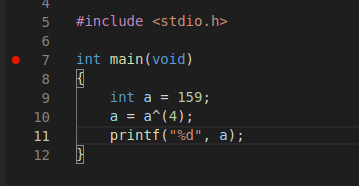 4
5 #include <stdio.h>
6
7 int main(void)
8 {
9 int a = 159;
10 a = a^(4);
11 printf("%d", a);
12 }